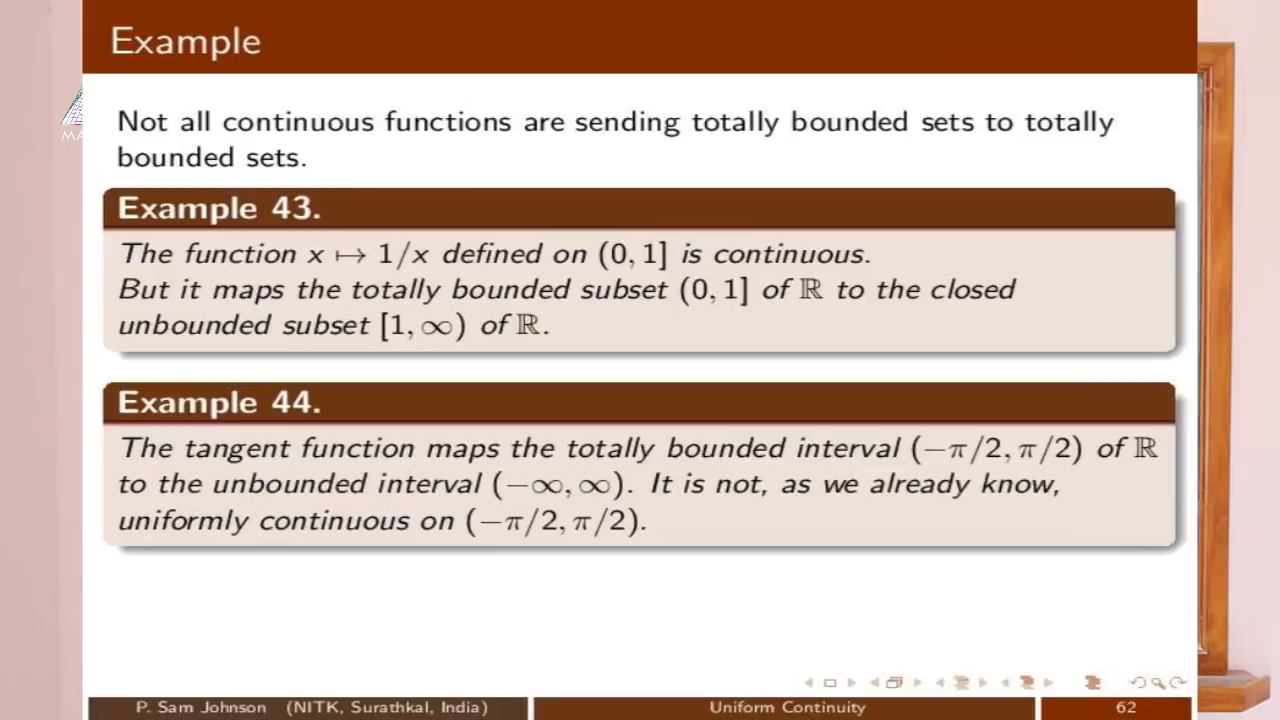 Example
MA
Not all continuous functions are sending totally bounded sets to totally
bounded sets.
Example 43.
The function x ↦ 1/x defined on (0, 1] is continuous.
But it maps the totally bounded subset (0, 1] of ℝ to the closed
unbounded subset [1, ∞) of ℝ.
Example 44.
The tangent function maps the totally bounded interval (−π/2, π/2) of ℝ
to the unbounded interval (−∞, ∞). It is not, as we already know,
uniformly continuous on (−π/2, π/2).
P. Sam Johnson (NITK, Surathkal, India) Uniform Continuity 62